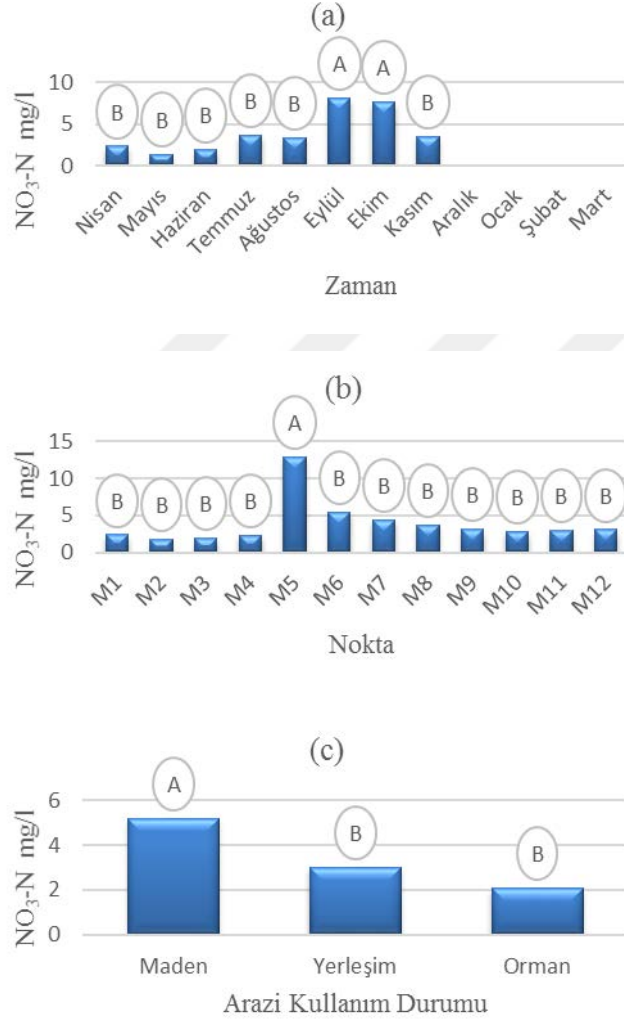 (a)
NO₃-N mg/l
10
5
0
B B B B B A A B
Nisan Mayıs Haziran Temmuz Ağustos Eylül Ekim Kasım Aralık Ocak Şubat Mart
Zaman
(b)
NO₃-N mg/l
15
10
5
0
B B B B A B B B B B B B
M1 M2 M3 M4 M5 M6 M7 M8 M9 M10 M11 M12
Nokta
(c)
NO₃-N mg/l
6
4
2
0
A B B
Maden Yerleşim Orman
Arazi Kullanım Durumu